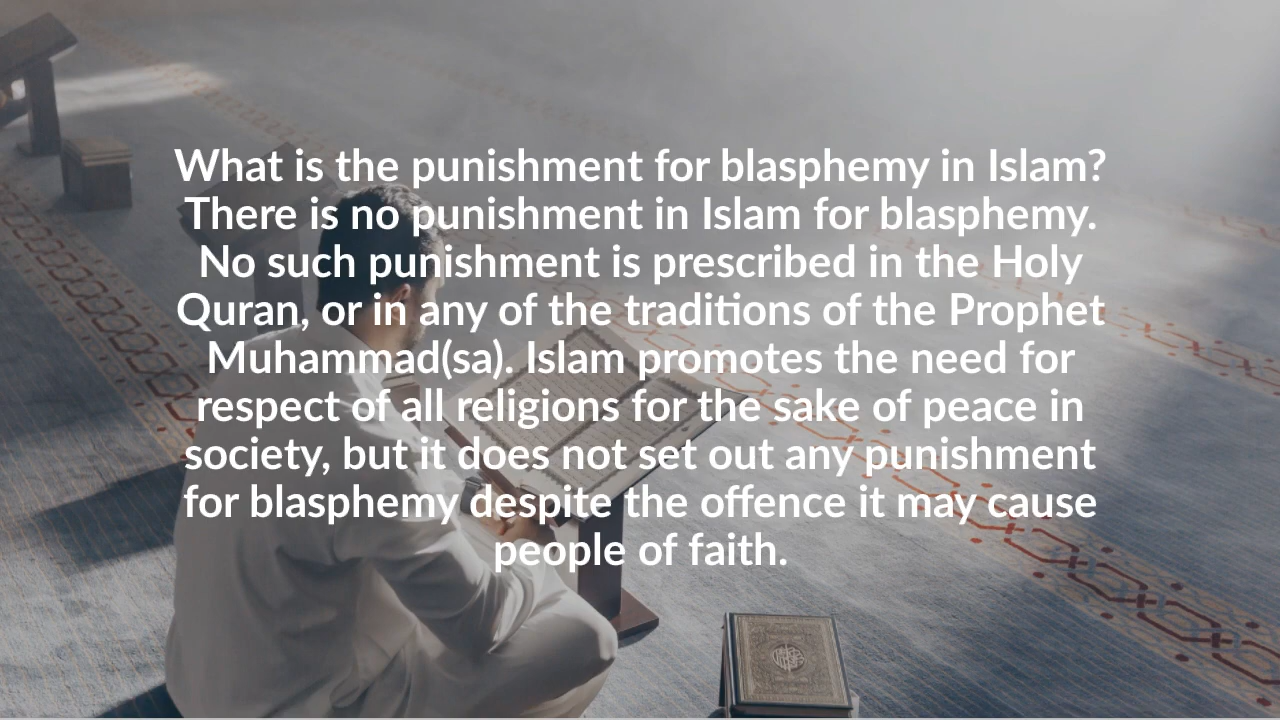 What is the punishment for blasphemy in Islam?
There is no punishment in Islam for blasphemy.
No such punishment is prescribed in the Holy
Quran, or in any of the traditions of the Prophet
Muhammad(sa). Islam promotes the need for
respect of all religions for the sake of peace in
society, but it does not set out any punishment
for blasphemy despite the offence it may cause
people of faith.